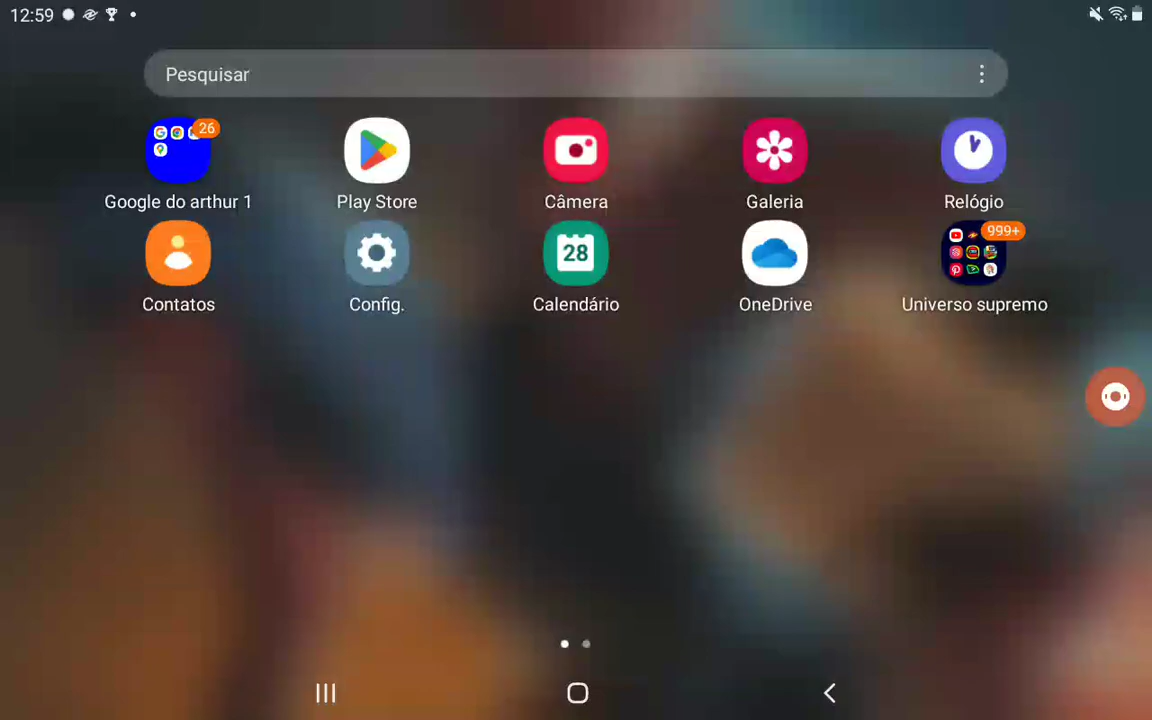 12:59
Pesquisar
26
Google do arthur 1
Play Store
Câmera
Galeria
Relógio
28
999+
Contatos
Config.
Calendário
OneDrive
Universo supremo